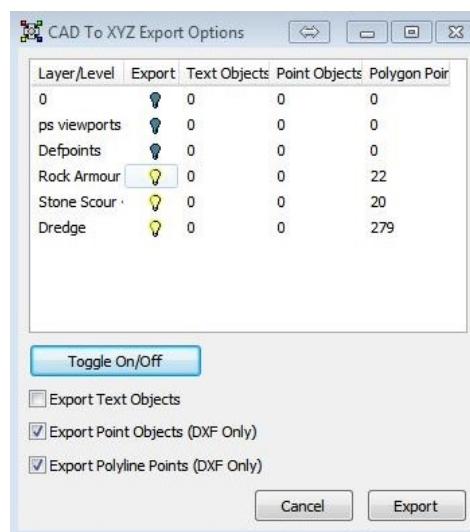 CAD To XYZ Export Options
Layer/Level Export Text Objects Point Objects Polygon Poir
0 0 0 0
ps viewports 0 0 0
Defpoints 0 0 0
Rock Armour 0 0 22
Stone Scour 0 0 20
Dredge 0 0 279
Toggle On/Off
Export Text Objects
Export Point Objects (DXF Only)
Export Polyline Points (DXF Only)
Cancel Export